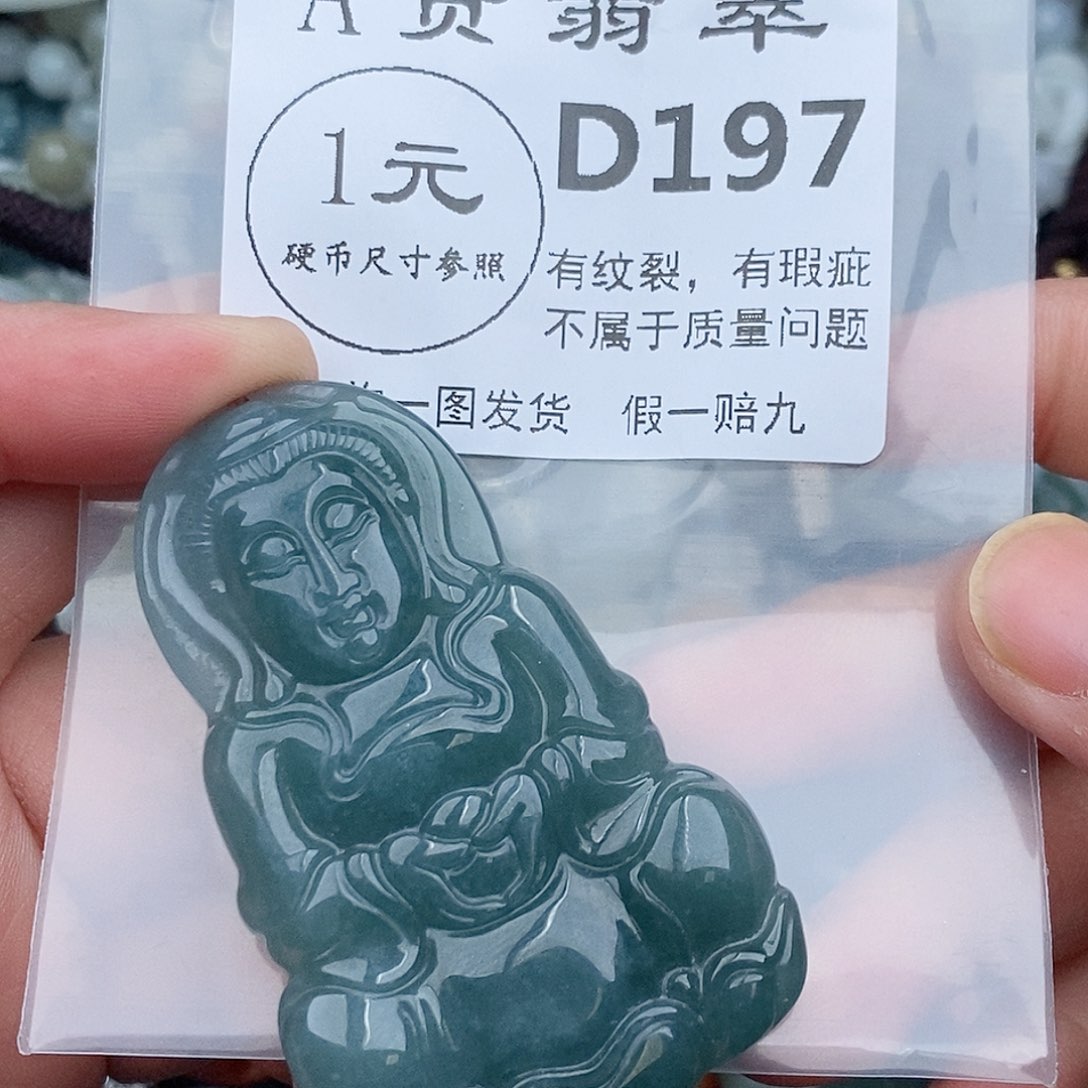 A货翡翠
1元
硬币尺寸参照
D197
有纹裂，有瑕疵
不属于质量问题
一图发货 假一赔九